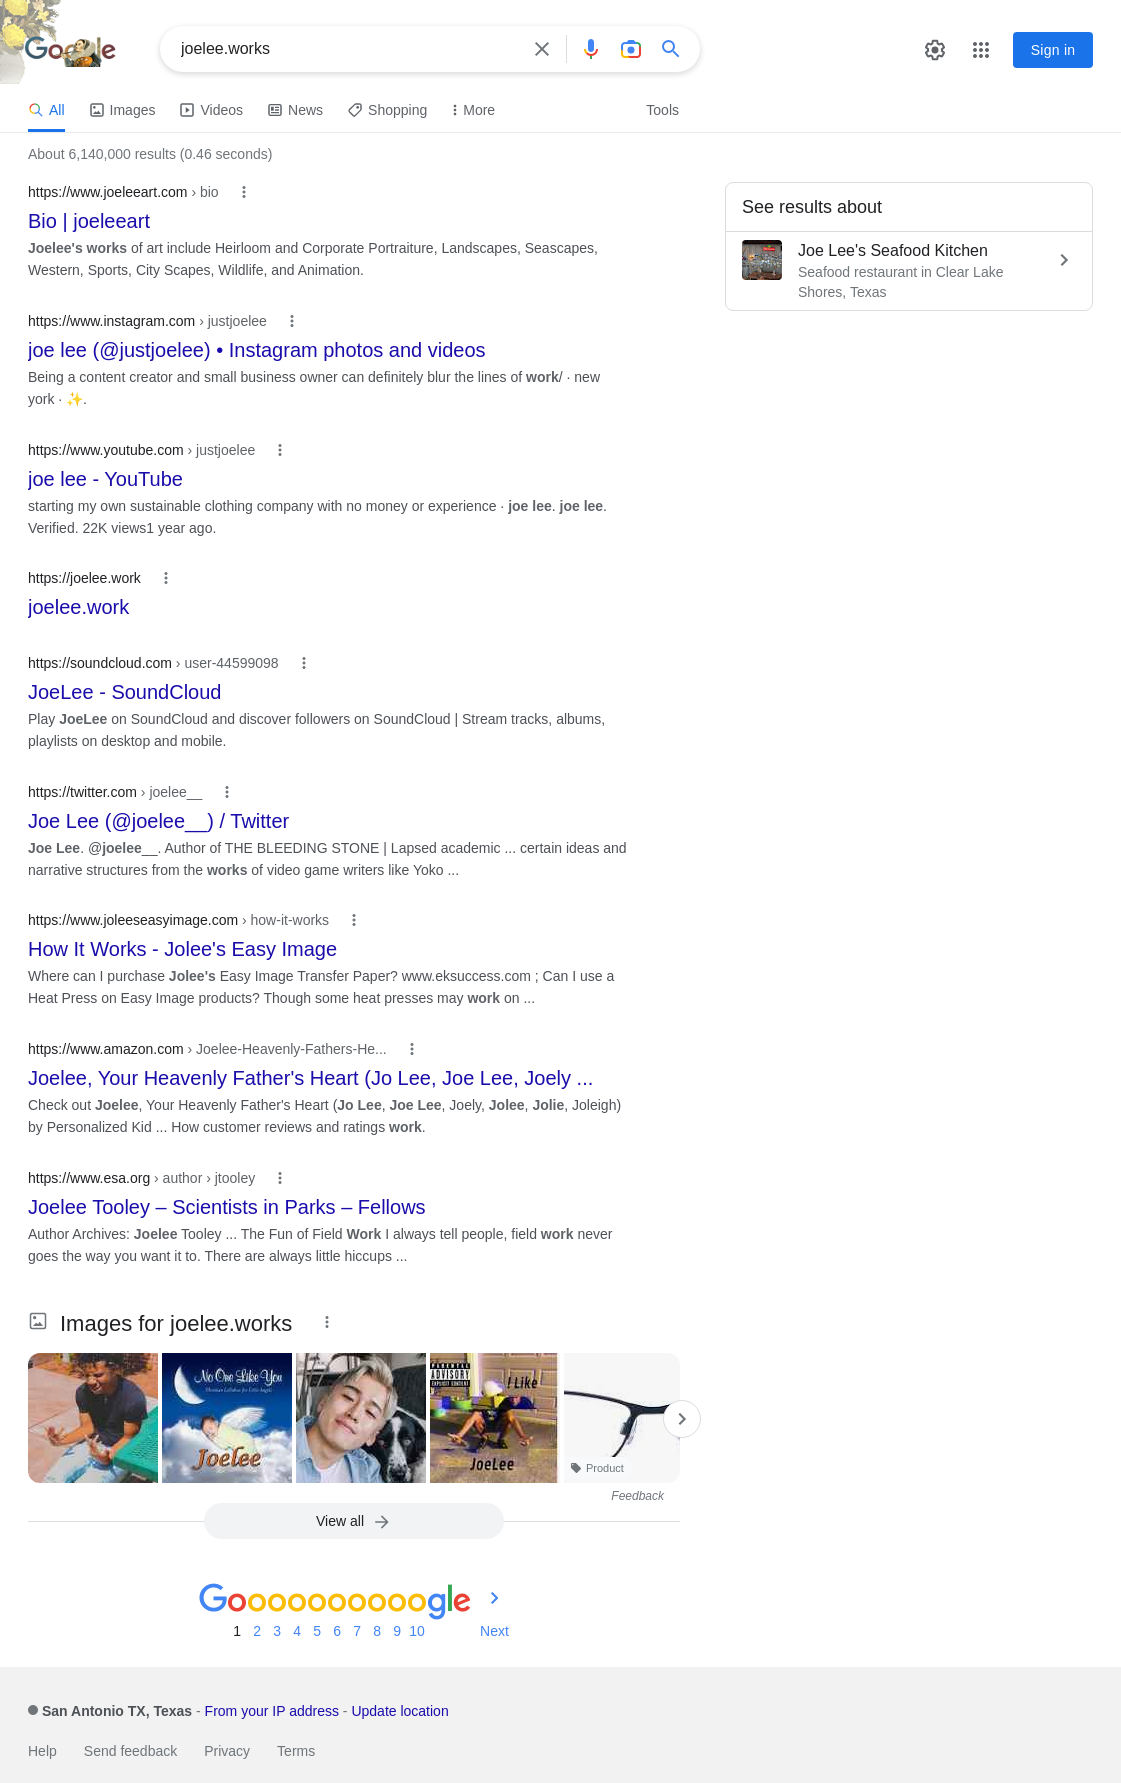 Google
joelee.works
Sign in
All
Images
Videos
News
Shopping
More
Tools
About 6,140,000 results (0.46 seconds)
https://www.joeleeart.com › bio
Bio | joeleeart
Joelee's works of art include Heirloom and Corporate Portraiture, Landscapes, Seascapes,
Western, Sports, City Scapes, Wildlife, and Animation.
https://www.instagram.com › justjoelee
joe lee (@justjoelee) • Instagram photos and videos
Being a content creator and small business owner can definitely blur the lines of work/ · new
york · ✨.
https://www.youtube.com › justjoelee
joe lee - YouTube
starting my own sustainable clothing company with no money or experience · joe lee. joe lee.
Verified. 22K views1 year ago.
https://joelee.work
joelee.work
https://soundcloud.com › user-44599098
JoeLee - SoundCloud
Play JoeLee on SoundCloud and discover followers on SoundCloud | Stream tracks, albums,
playlists on desktop and mobile.
https://twitter.com › joelee__
Joe Lee (@joelee__) / Twitter
Joe Lee. @joelee__. Author of THE BLEEDING STONE | Lapsed academic ... certain ideas and
narrative structures from the works of video game writers like Yoko ...
https://www.joleeseasyimage.com › how-it-works
How It Works - Jolee's Easy Image
Where can I purchase Jolee's Easy Image Transfer Paper? www.eksuccess.com ; Can I use a
Heat Press on Easy Image products? Though some heat presses may work on ...
https://www.amazon.com › Joelee-Heavenly-Fathers-He...
Joelee, Your Heavenly Father's Heart (Jo Lee, Joe Lee, Joely ...
Check out Joelee, Your Heavenly Father's Heart (Jo Lee, Joe Lee, Joely, Jolee, Jolie, Joleigh)
by Personalized Kid ... How customer reviews and ratings work.
https://www.esa.org › author › jtooley
Joelee Tooley – Scientists in Parks – Fellows
Author Archives: Joelee Tooley ... The Fun of Field Work I always tell people, field work never
goes the way you want it to. There are always little hiccups ...
See results about
Joe Lee's Seafood Kitchen
Seafood restaurant in Clear Lake
Shores, Texas
Images for joelee.works
No One Like You
Christian Lullabies for Little Angels
Joelee
PARENTAL
ADVISORY
EXPLICIT CONTENT
I Like
JoeLee
Product
Feedback
View all
Goooooooooogle
1 2 3 4 5 6 7 8 9 10 Next
San Antonio TX, Texas - From your IP address - Update location
Help Send feedback Privacy Terms